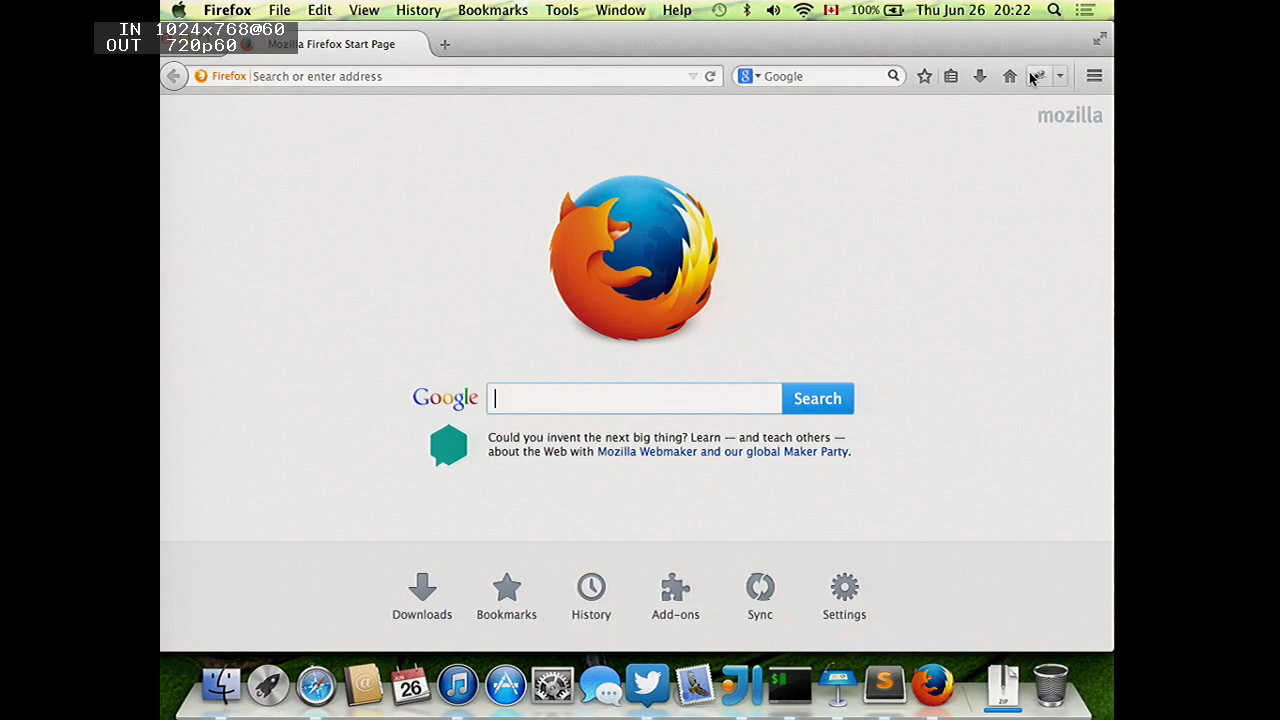 IN 1024x768@60
OUT 720p60
Firefox File Edit View History Bookmarks Tools Window Help 100% Thu Jun 26 20:22
Mozilla Firefox Start Page
Firefox Search or enter address Google
mozilla
Google Search
Could you invent the next big thing? Learn — and teach others —
about the Web with Mozilla Webmaker and our global Maker Party.
Downloads Bookmarks History Add-ons Sync Settings
JUN
26
$
S
ZIP